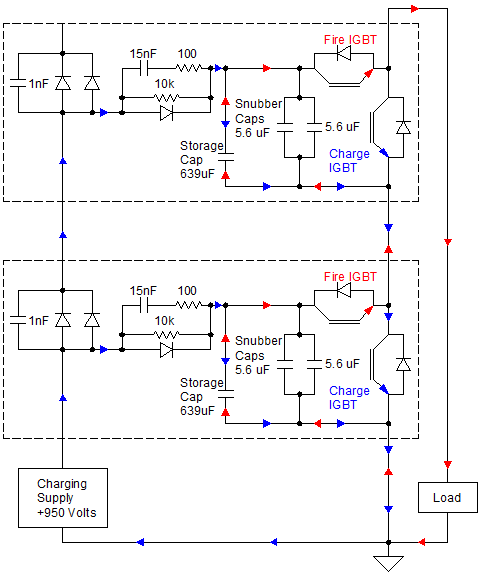 Fire IGBT
15nF
100
1nF
10k
Snubber
Caps
5.6 uF
5.6 uF
Storage
Cap
639uF
Charge
IGBT
Fire IGBT
15nF
100
1nF
10k
Snubber
Caps
5.6 uF
5.6 uF
Storage
Cap
639uF
Charge
IGBT
Charging
Supply
+950 Volts
Load